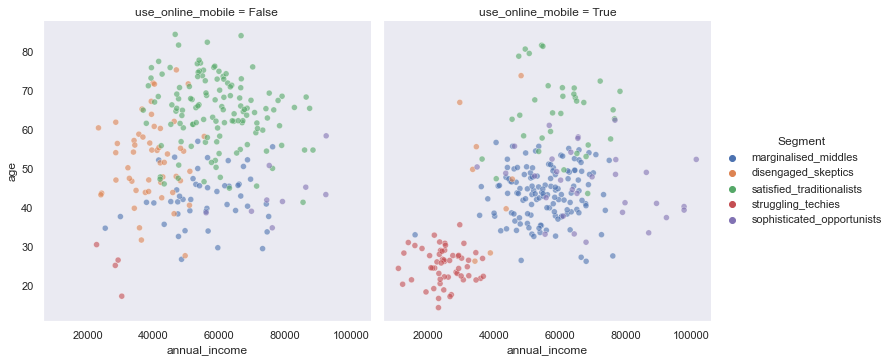 use_online_mobile = False
use_online_mobile = True
age
80
70
60
50
40
30
20
20000 40000 60000 80000 100000
annual_income
20000 40000 60000 80000 100000
annual_income
Segment
marginalised_middles
disengaged_skeptics
satisfied_traditionalists
struggling_techies
sophisticated_opportunists